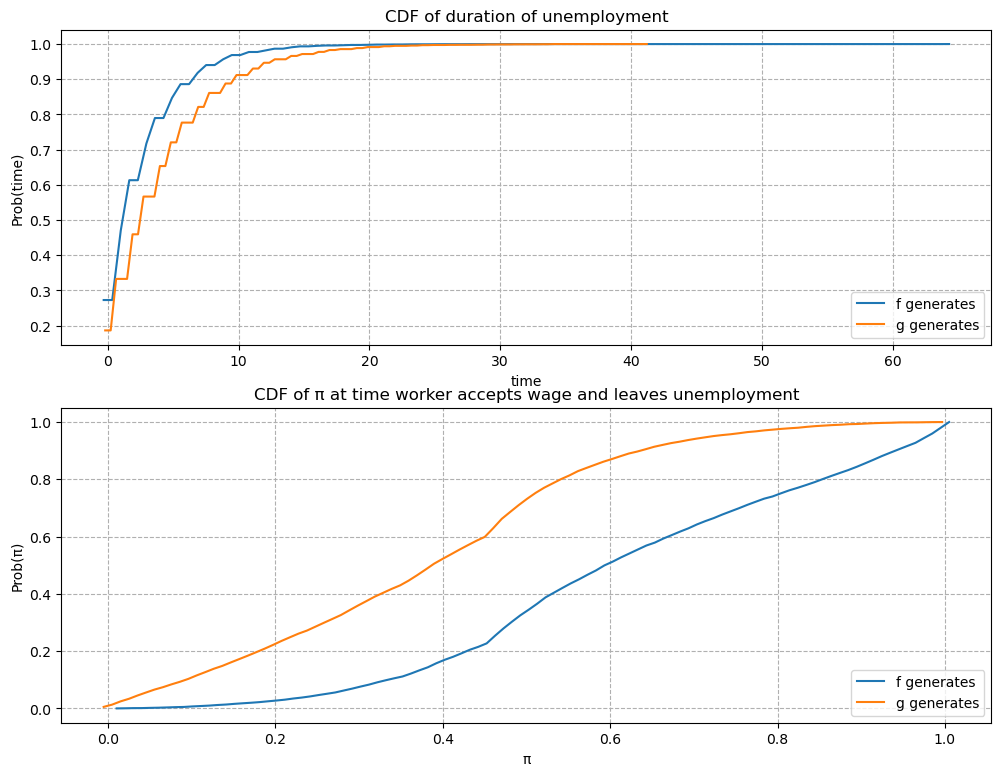 CDF of duration of unemployment
Prob(time)
1.0
0.9
0.8
0.7
0.6
0.5
0.4
0.3
0.2
f generates
g generates
0 10 20 30 40 50 60
time
CDF of π at time worker accepts wage and leaves unemployment
Prob(π)
1.0
0.8
0.6
0.4
0.2
0.0
f generates
g generates
0.0 0.2 0.4 0.6 0.8 1.0
π